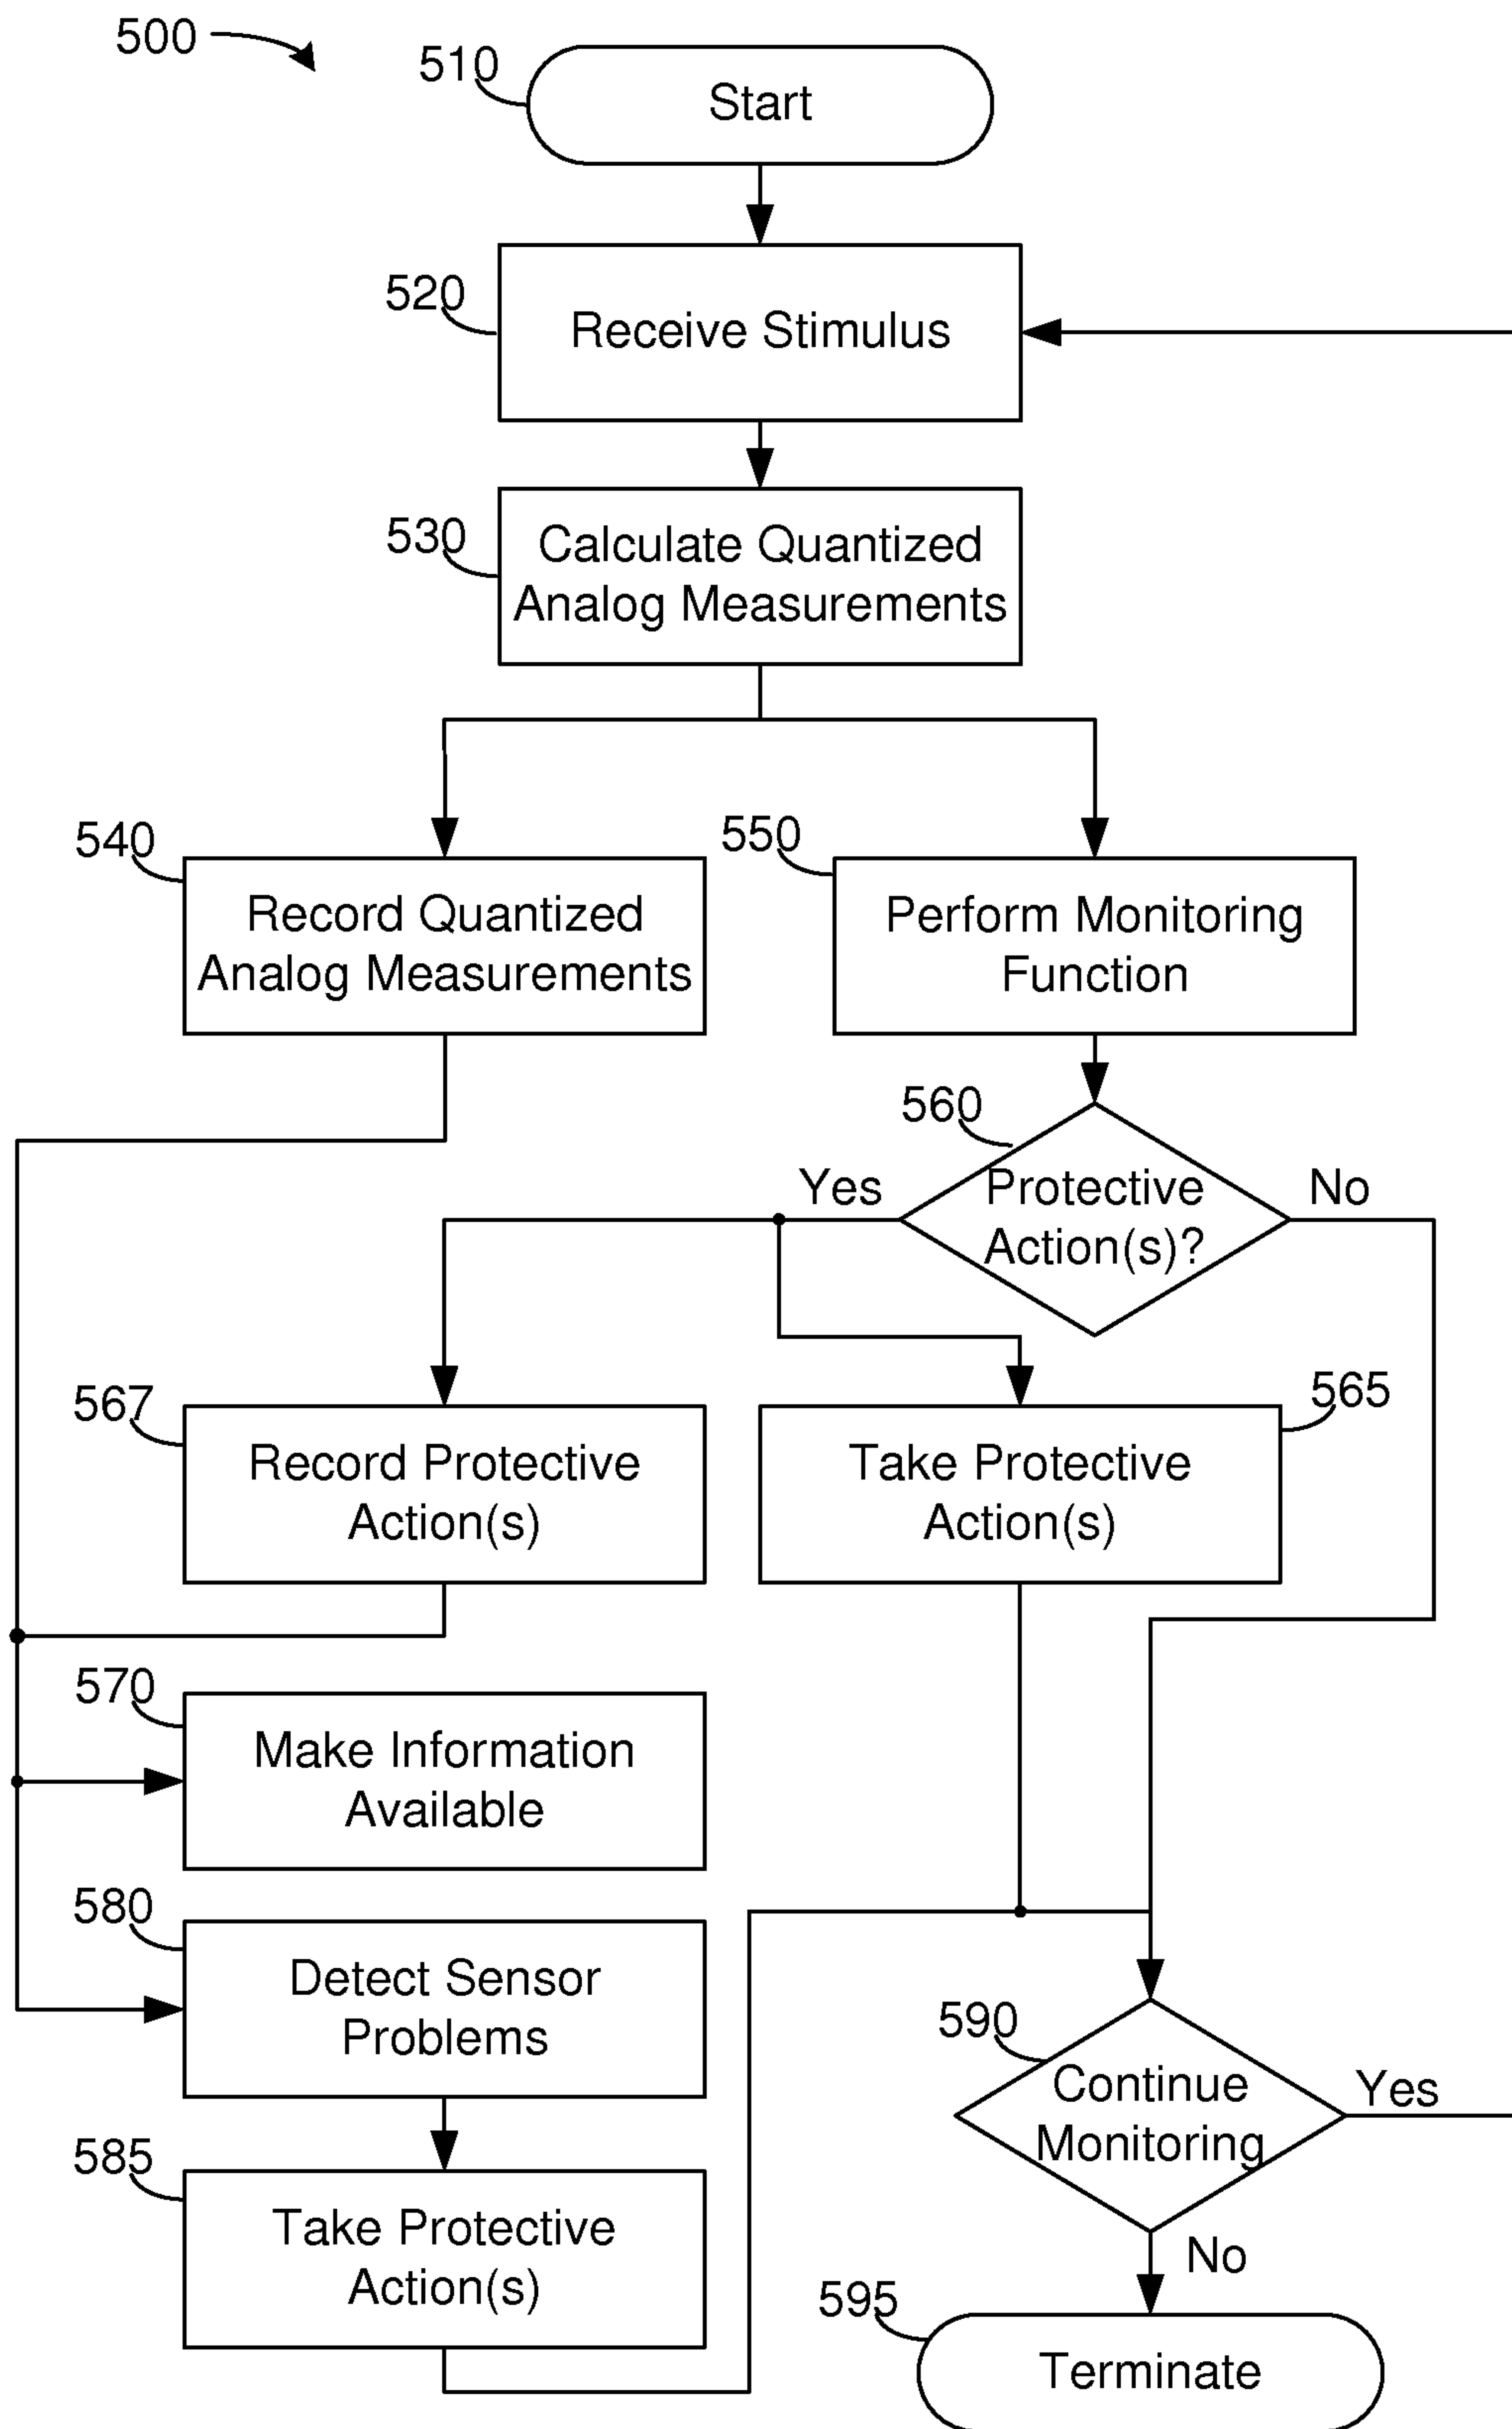 500
510
Start
520
Receive Stimulus
530
Calculate Quantized
Analog Measurements
540
Record Quantized
Analog Measurements
550
Perform Monitoring
Function
560
Protective
Action(s)?
Yes
No
567
Record Protective
Action(s)
565
Take Protective
Action(s)
570
Make Information
Available
580
Detect Sensor
Problems
585
Take Protective
Action(s)
590
Continue
Monitoring
Yes
No
595
Terminate